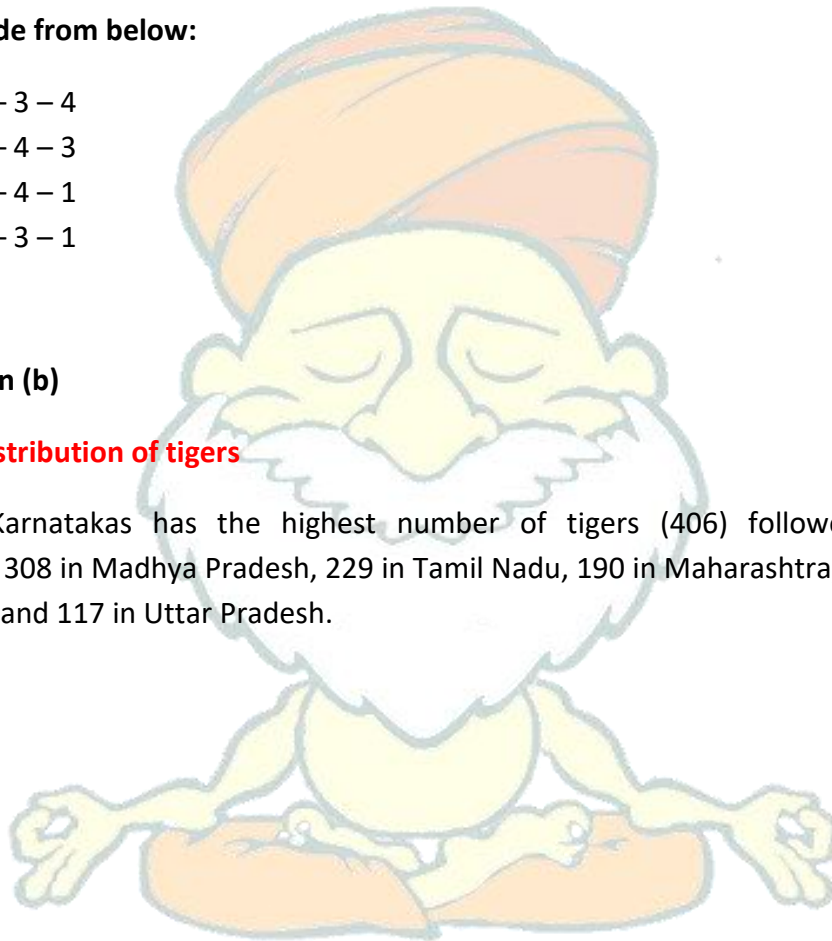 de from below:
– 3 – 4
– 4 – 3
– 4 – 1
– 3 – 1
n (b)
stribution of tigers
Karnatakas has the highest number of tigers (406) followe
308 in Madhya Pradesh, 229 in Tamil Nadu, 190 in Maharashtra
and 117 in Uttar Pradesh.